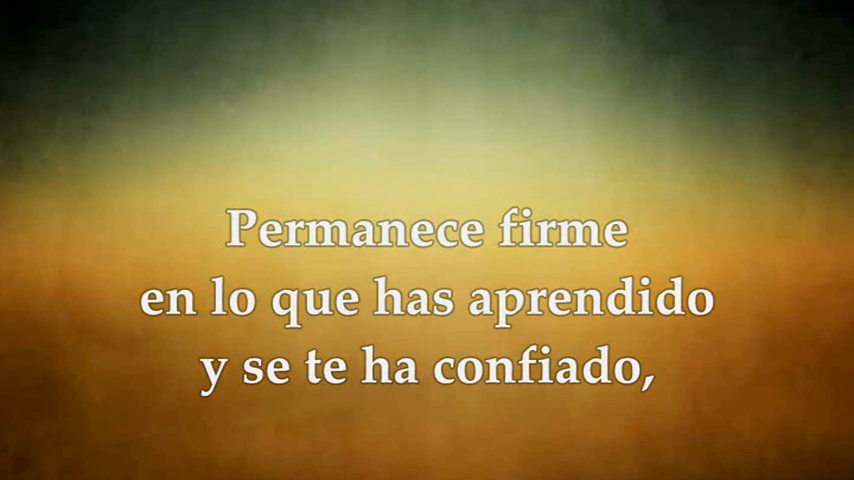 Permanece firme
en lo que has aprendido
y se te ha confiado,